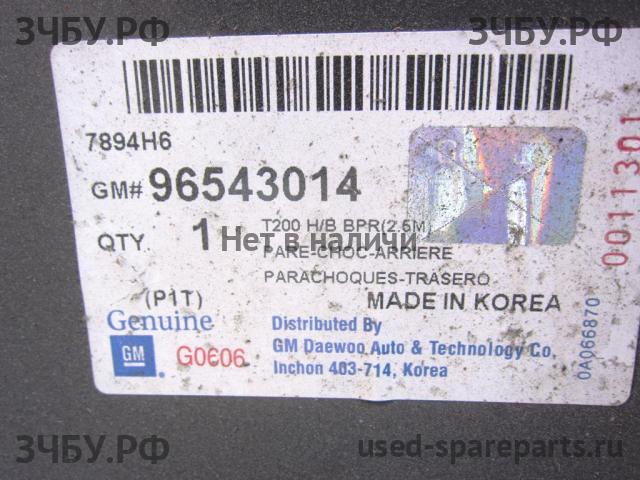 ЗЧБУ.РФ
ЗЧБУ.РФ
7894H6
GM# 96543014
T200 H/B BPR(2.5M)
QTY. 1
Нет в наличии
PARE-CHOC-ARRIERE
PARACHOQUES-TRASERO
(P1T)
MADE IN KOREA
Genuine
GM
G0606
Distributed By
GM Daewoo Auto & Technology Co.
Inchon 403-714, Korea
0011301
0A066870
ЗЧБУ.РФ
used-spareparts.ru